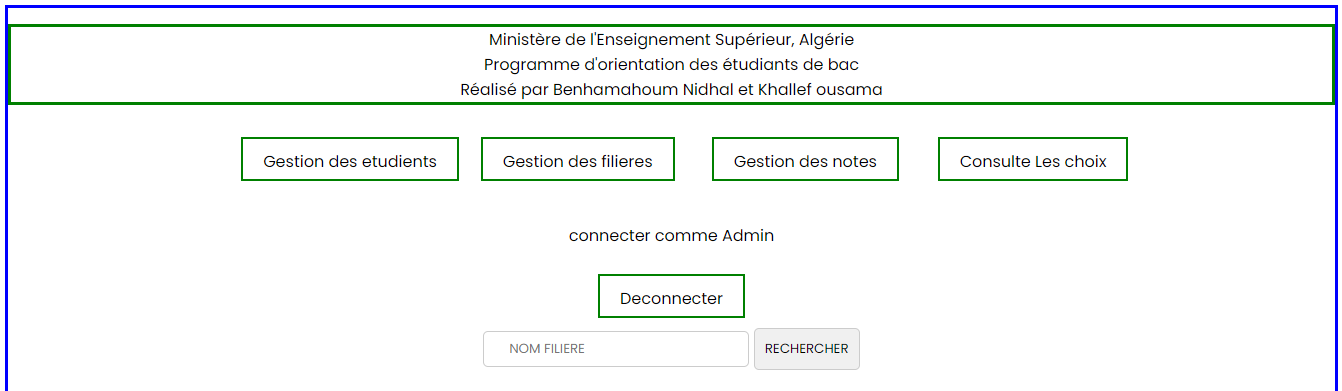 Ministère de l'Enseignement Supérieur, Algérie
Programme d'orientation des étudiants de bac
Réalisé par Benhamahoum Nidhal et Khallef ousama
Gestion des etudients
Gestion des filieres
Gestion des notes
Consulte Les choix
connecter comme Admin
Deconnecter
NOM FILIERE
RECHERCHER